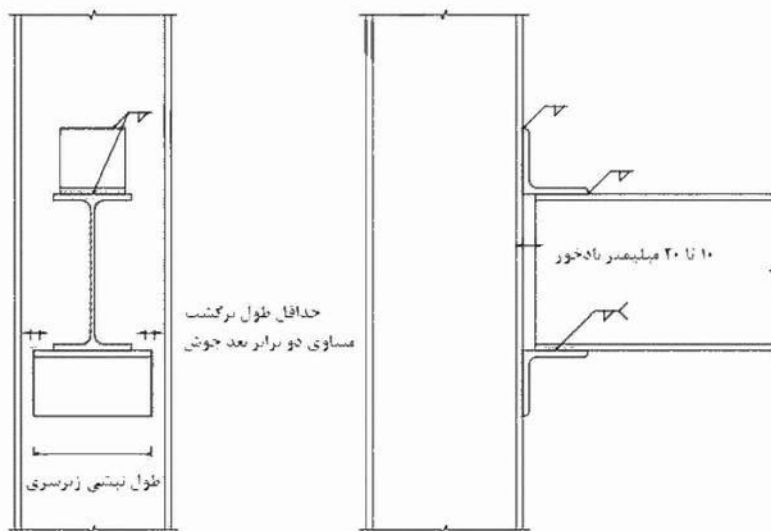 ۱۰ تا ۲۰ میلیمتر بادخور
حداقل طول برگشت
مساوی دو برابر بعد جوش
طول نبشی زیرسری